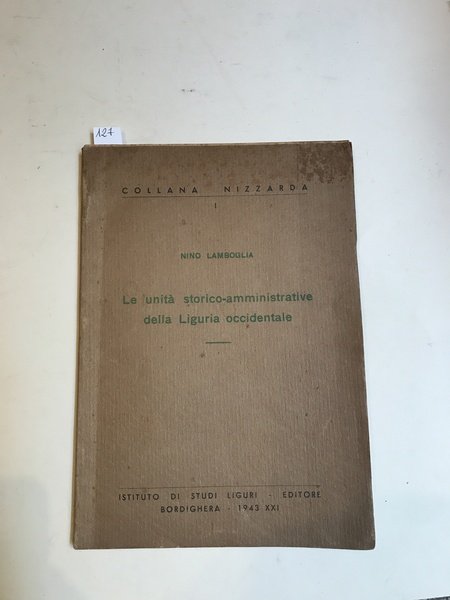 127
COLLANA NIZZARDA
I
NINO LAMBOGLIA
Le unità storico-amministrative
della Liguria occidentale
ISTITUTO DI STUDI LIGURI - EDITORE
BORDIGHERA - 1943 XXI